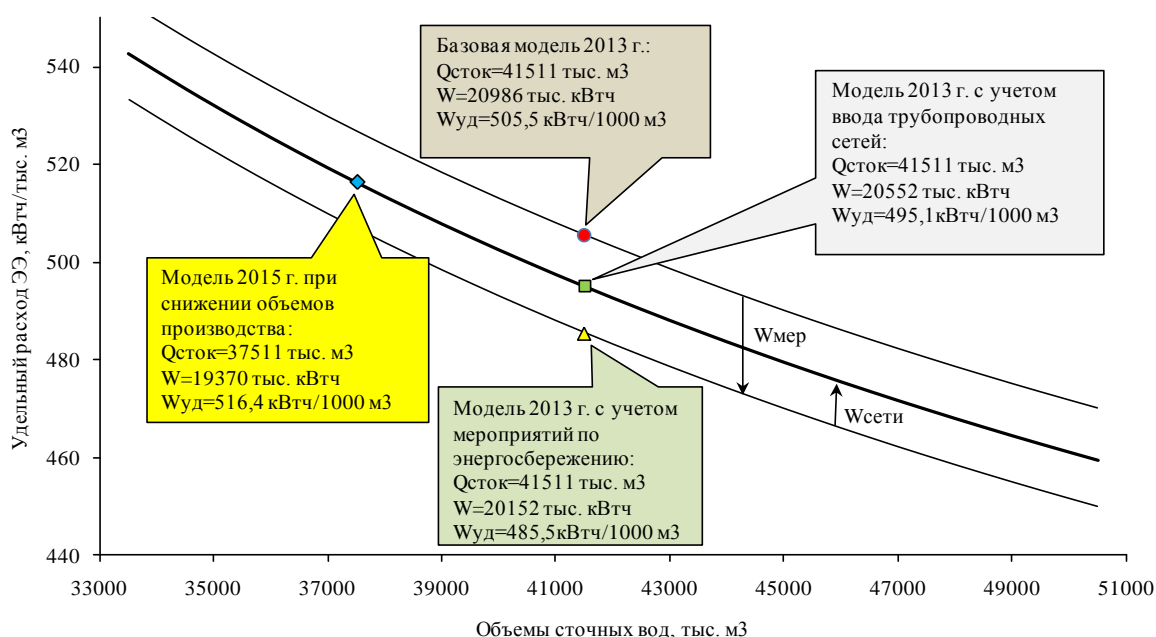 Удельный расход ЭЭ, кВтч/тыс. м3
540
520
500
480
460
440
Базовая модель 2013 г.:
Qсток=41511 тыс. м3
W=20986 тыс. кВтч
Wуд=505,5 кВтч/1000 м3
Модель 2013 г. с учетом
ввода трубопроводных
сетей:
Qсток=41511 тыс. м3
W=20552 тыс. кВтч
Wуд=495,1кВтч/1000 м3
Модель 2015 г. при
снижении объемов
производства:
Qсток=37511 тыс. м3
W=19370 тыс. кВтч
Wуд=516,4 кВтч/1000 м3
Wмер
Wсети
Модель 2013 г. с учетом
мероприятий по
энергосбережению:
Qсток=41511 тыс. м3
W=20152 тыс. кВтч
Wуд=485,5кВтч/1000 м3
33000 35000 37000 39000 41000 43000 45000 47000 49000 51000
Объемы сточных вод, тыс. м3